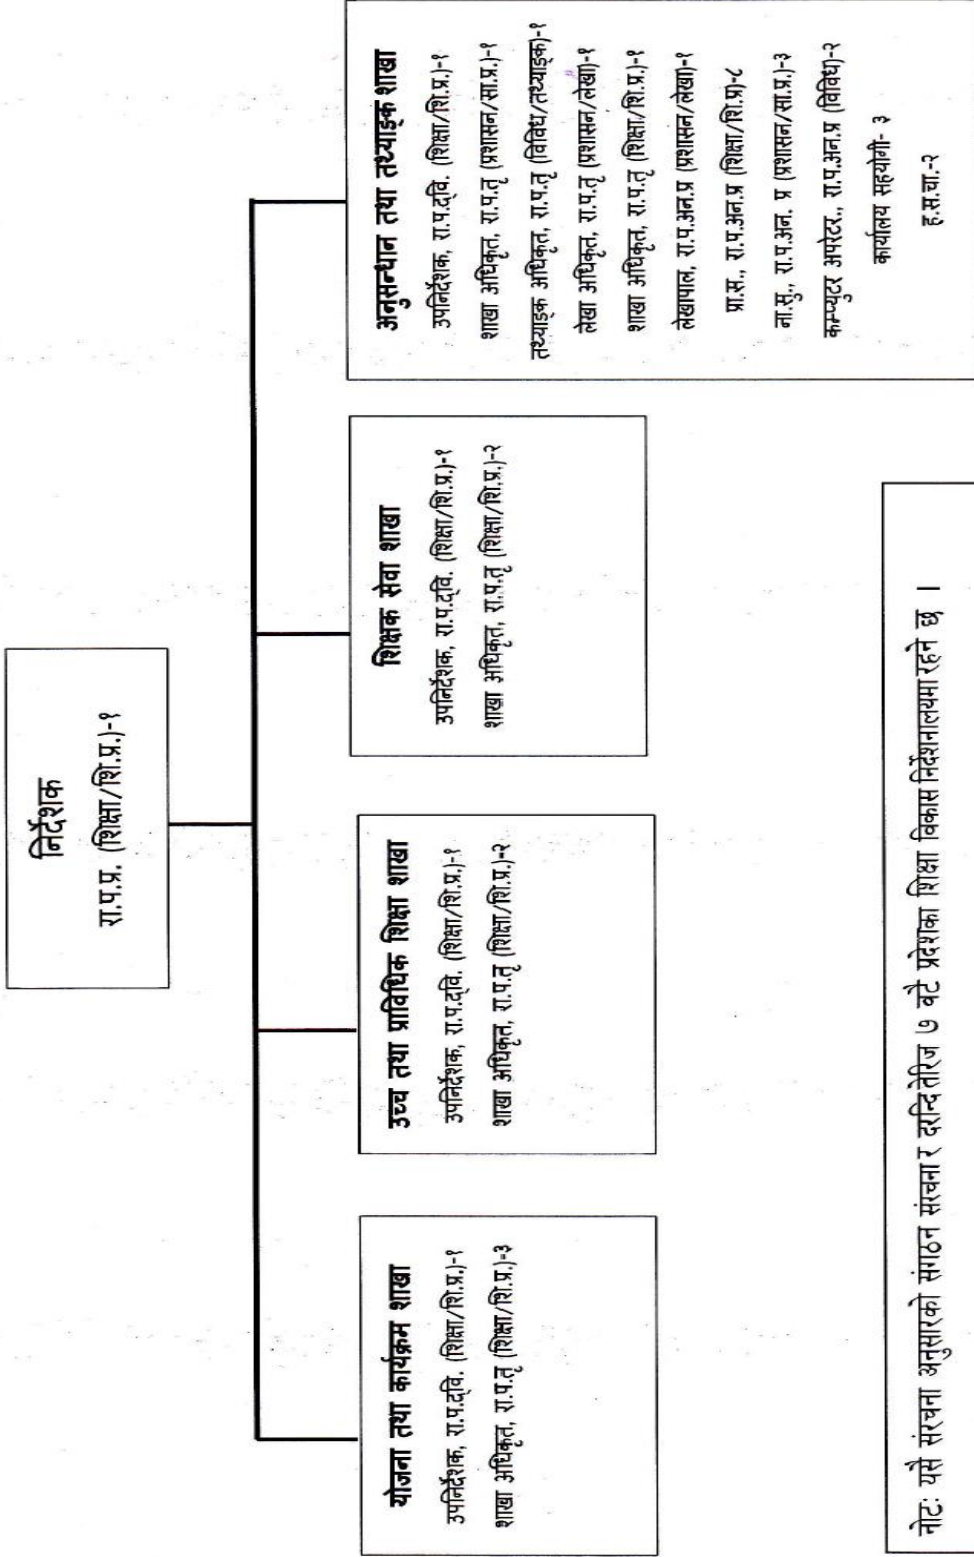 निर्देशक
रा.प.प्र. (शिक्षा/शि.प्र.)-१
योजना तथा कार्यक्रम शाखा
उपनिर्देशक, रा.प.द्वि. (शिक्षा/शि.प्र.)-१
शाखा अधिकृत, रा.प.तृ (शिक्षा/शि.प्र.)-३
उच्च तथा प्राविधिक शिक्षा शाखा
उपनिर्देशक, रा.प.द्वि. (शिक्षा/शि.प्र.)-१
शाखा अधिकृत, रा.प.तृ (शिक्षा/शि.प्र.)-२
शिक्षक सेवा शाखा
उपनिर्देशक, रा.प.द्वि. (शिक्षा/शि.प्र.)-१
शाखा अधिकृत, रा.प.तृ (शिक्षा/शि.प्र.)-२
अनुसन्धान तथा तथ्याङ्क शाखा
उपनिर्देशक, रा.प.द्वि. (शिक्षा/शि.प्र.)-१
शाखा अधिकृत, रा.प.तृ (प्रशासन/सा.प्र.)-१
तथ्याङ्क अधिकृत, रा.प.तृ (विविध/तथ्याङ्क)-१
लेखा अधिकृत, रा.प.तृ (प्रशासन/लेखा)-१
शाखा अधिकृत, रा.प.तृ (शिक्षा/शि.प्र.)-१
लेखापाल, रा.प.अन.प्र (प्रशासन/लेखा)-१
प्रा.स., रा.प.अन.प्र (शिक्षा/शि.प्र)-८
ना.सु., रा.प.अन. प्र (प्रशासन/सा.प्र.)-३
कम्प्युटर अपरेटर., रा.प.अन.प्र (विविध)-२
कार्यालय सहयोगी- ३
ह.स.चा.-२
नोट: यसै संरचना अनुसारको संगठन संरचना र दरबन्दि तेरिज ७ वटै प्रदेशका शिक्षा विकास निर्देशनालयमा रहने छ ।